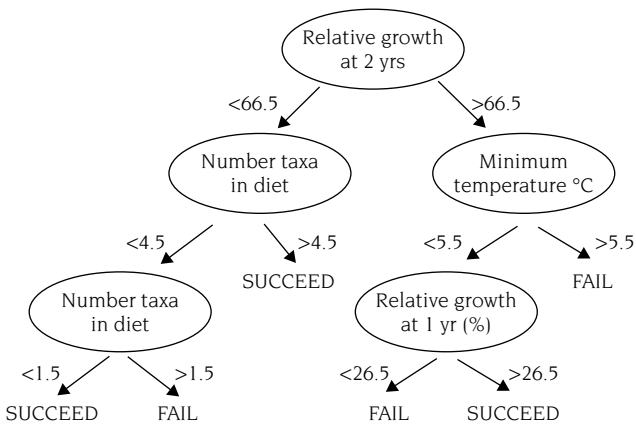 Relative growth
at 2 yrs
<66.5
>66.5
Number taxa
in diet
Minimum
temperature °C
<4.5
>4.5
<5.5
>5.5
SUCCEED
FAIL
Number taxa
in diet
Relative growth
at 1 yr (%)
<1.5
>1.5
<26.5
>26.5
SUCCEED
FAIL
FAIL
SUCCEED